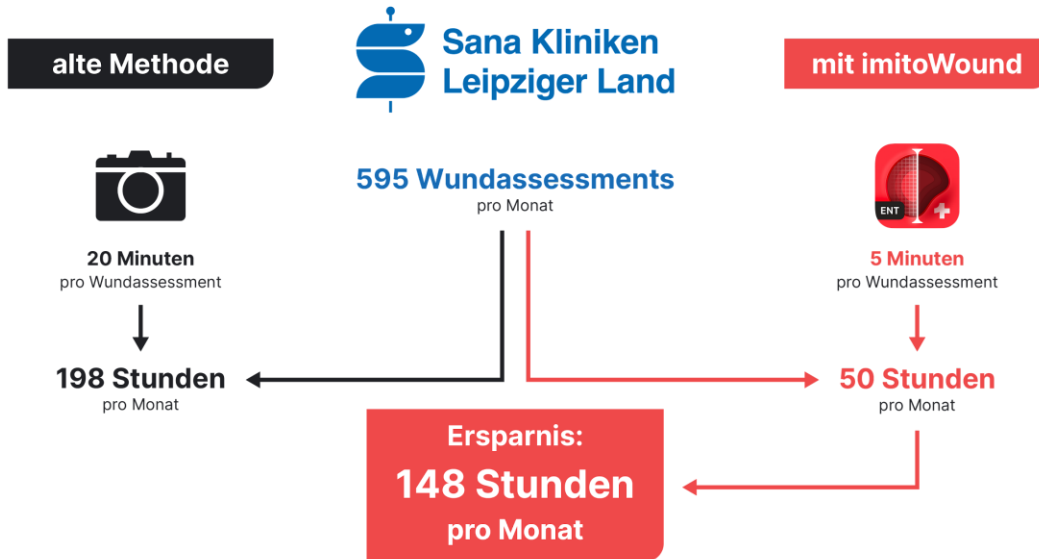 alte Methode
Sana Kliniken
Leipziger Land
mit imitoWound
595 Wundassessments
pro Monat
ENT
20 Minuten
pro Wundassessment
5 Minuten
pro Wundassessment
198 Stunden
pro Monat
50 Stunden
pro Monat
Ersparnis:
148 Stunden
pro Monat